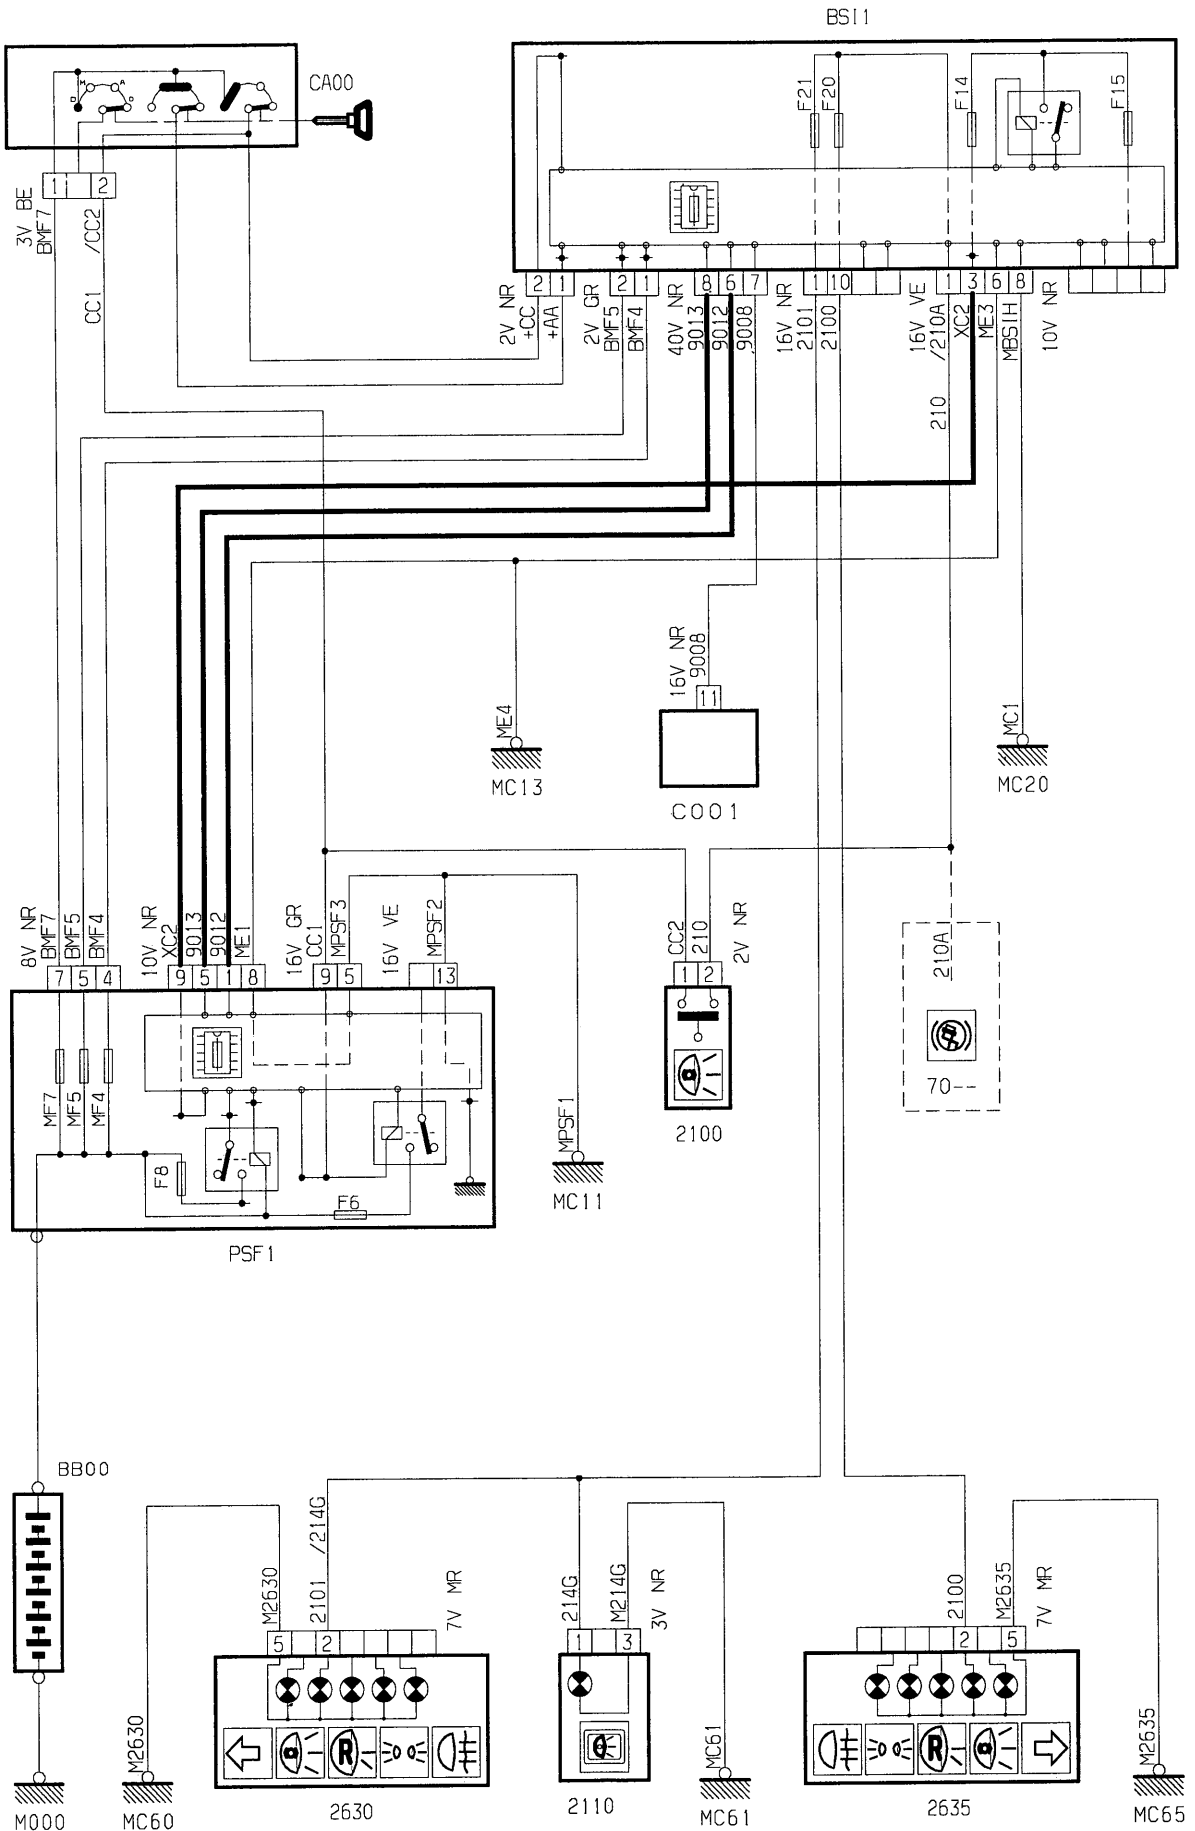 BSI1
CA00
M
A
D
D
F21
F20
F14
F15
1
2
3V BE
BMF7
CC1 /CC2
2
1
2
1
8
6
7
1
10
1
3
6
8
2V NR
+CC
+AA
2V GR
BMF5
BMF4
40V NR
9013
9012
9008
16V NR
2101
2100
16V VE
/210A
210
XC2
ME3
MBSIH
10V NR
16V NR
9008
11
C001
ME4
MC13
MC1
MC20
8V NR
BMF7
BMF5
BMF4
10V NR
XC2
9013
9012
ME1
16V GR
CC1
MPSF3
16V VE
MPSF2
7
5
4
9
5
1
8
9
5
13
CC2
210
2V NR
1
2
2100
210A
70--
MF7
MF5
MF4
F8
F6
PSF1
MPSF1
MC11
BB00
M000
M2630
MC60
M2630
2101 /214G
7V MR
5
2
R
2630
214G
M214G
3V NR
1
3
2110
MC61
MC61
2100
M2635
7V MR
2
5
R
2635
M2635
MC65